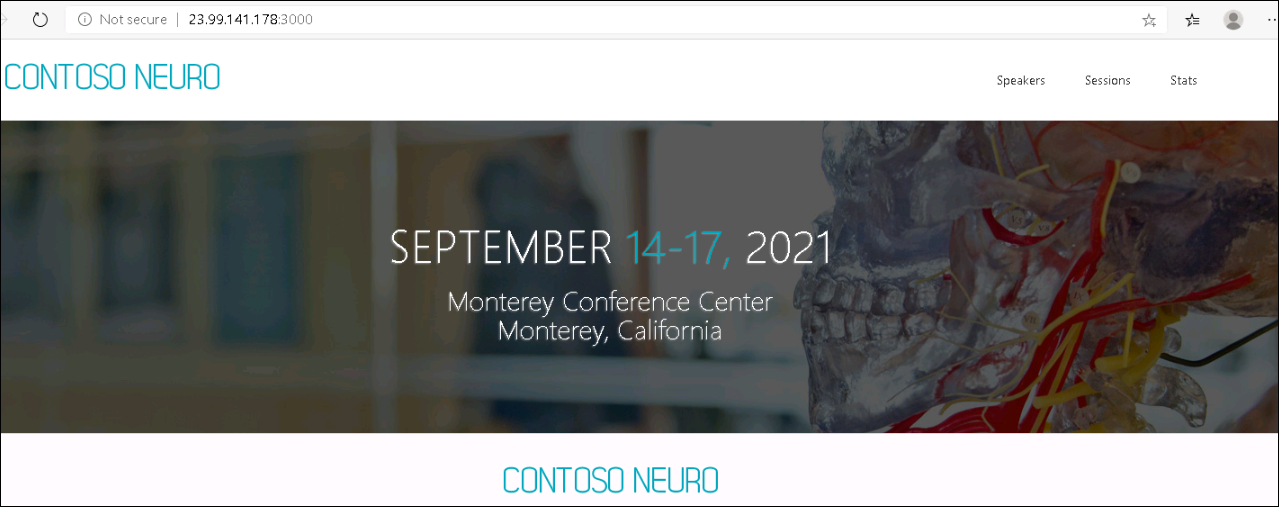 Not secure | 23.99.141.178:3000
CONTOSO NEURO
Speakers Sessions Stats
SEPTEMBER 14-17, 2021
Monterey Conference Center
Monterey, California
CONTOSO NEURO